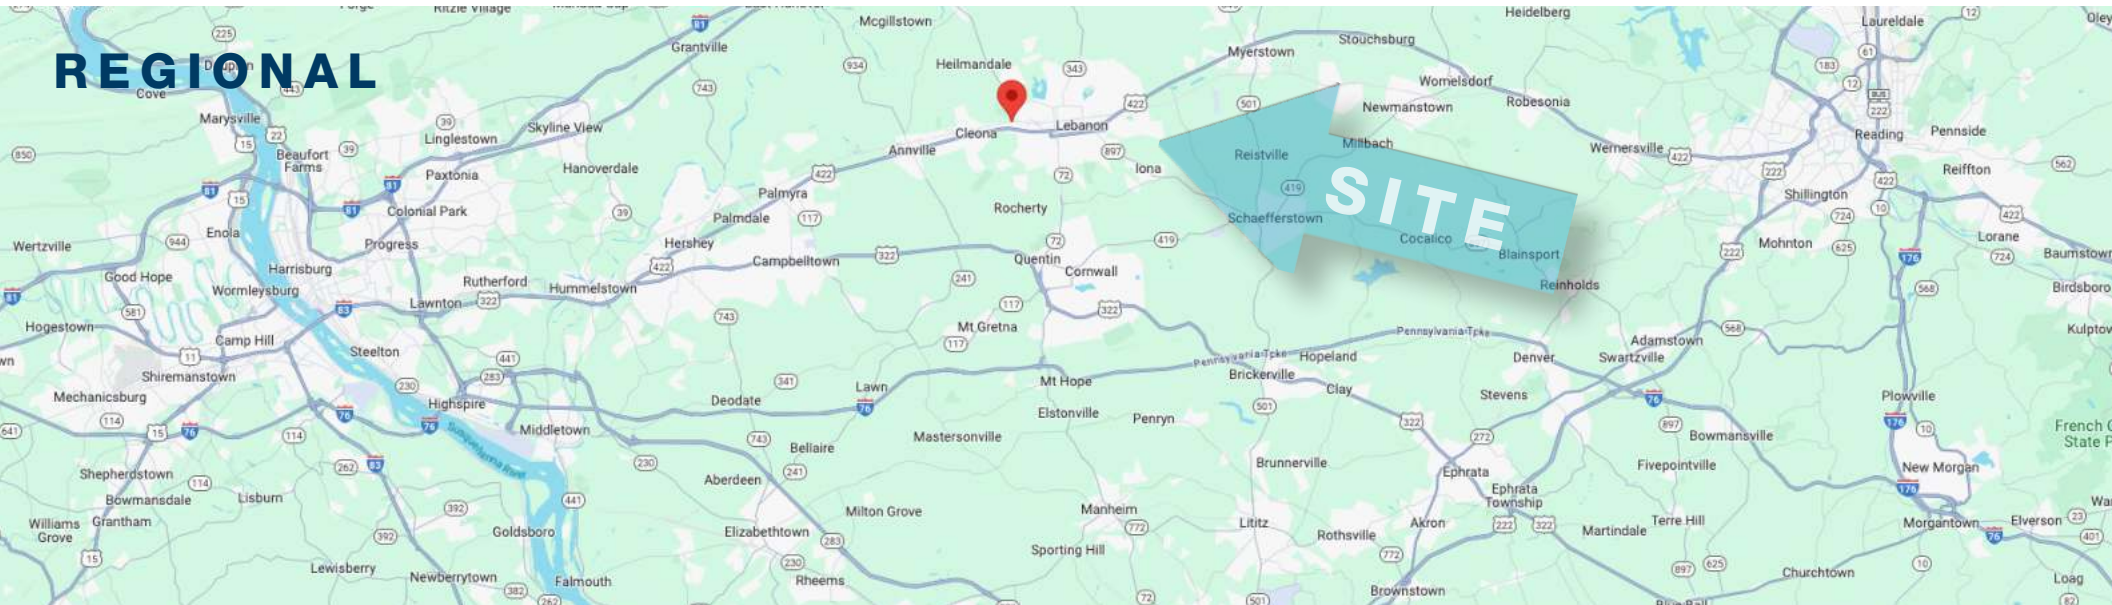 REGIONAL
SITE
Mcgillstown
Heidelberg
Laureldale
Grantville
Heilmandale
Myerstown
Stouchsburg
Womelsdorf
Newmanstown
Robesonia
Cove
Marysville
Linglestown
Skyline View
Cleona
Lebanon
Annville
Reistville
Millbach
Wernersville
Reading
Pennside
Beaufort
Farms
Paxtonia
Hanoverdale
Iona
Reiffton
Palmyra
Shillington
Colonial Park
Palmdale
Rocherty
Schaefferstown
Cocalico
Blainsport
Wertzville
Enola
Progress
Hershey
Mohnton
Lorane
Baumstown
Good Hope
Harrisburg
Campbelltown
Quentin
Cornwall
Wormleysburg
Rutherford
Hummelstown
Lawnton
Reinholds
Birdsboro
Hogestown
Camp Hill
Steelton
Mt Gretna
Pennsylvania Tpke
Pennsylvania Tpke
Adamstown
Hopeland
Denver
Swartzville
Shiremanstown
Mechanicsburg
Highspire
Deodate
Lawn
Mt Hope
Brickerville
Clay
Stevens
Plowville
Middletown
Susquehanna River
Elstonville
Penryn
Bellaire
Mastersonville
Bowmansville
French C
State P
Shepherdstown
Bowmansdale
Lisburn
Aberdeen
Brunnerville
Ephrata
Fivepointville
New Morgan
Ephrata
Township
Williams
Grove
Grantham
Goldsboro
Elizabethtown
Milton Grove
Manheim
Lititz
Rothsville
Akron
Martindale
Terre Hill
Morgantown
Elverson
Lewisberry
Newberrytown
Falmouth
Rheems
Sporting Hill
Brownstown
Churchtown
Loag